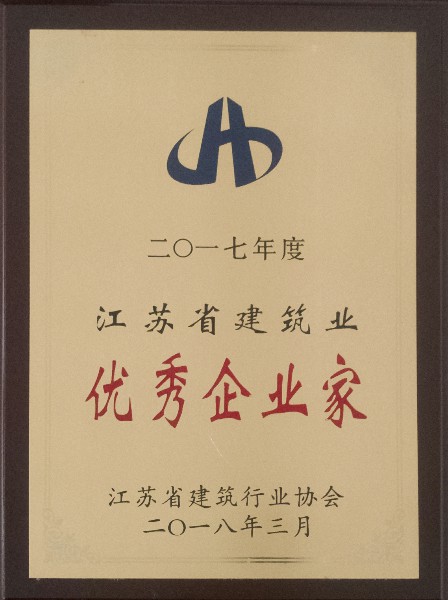 二〇一七年度
江苏省建筑业
优秀企业家
江苏省建筑行业协会
二〇一八年三月